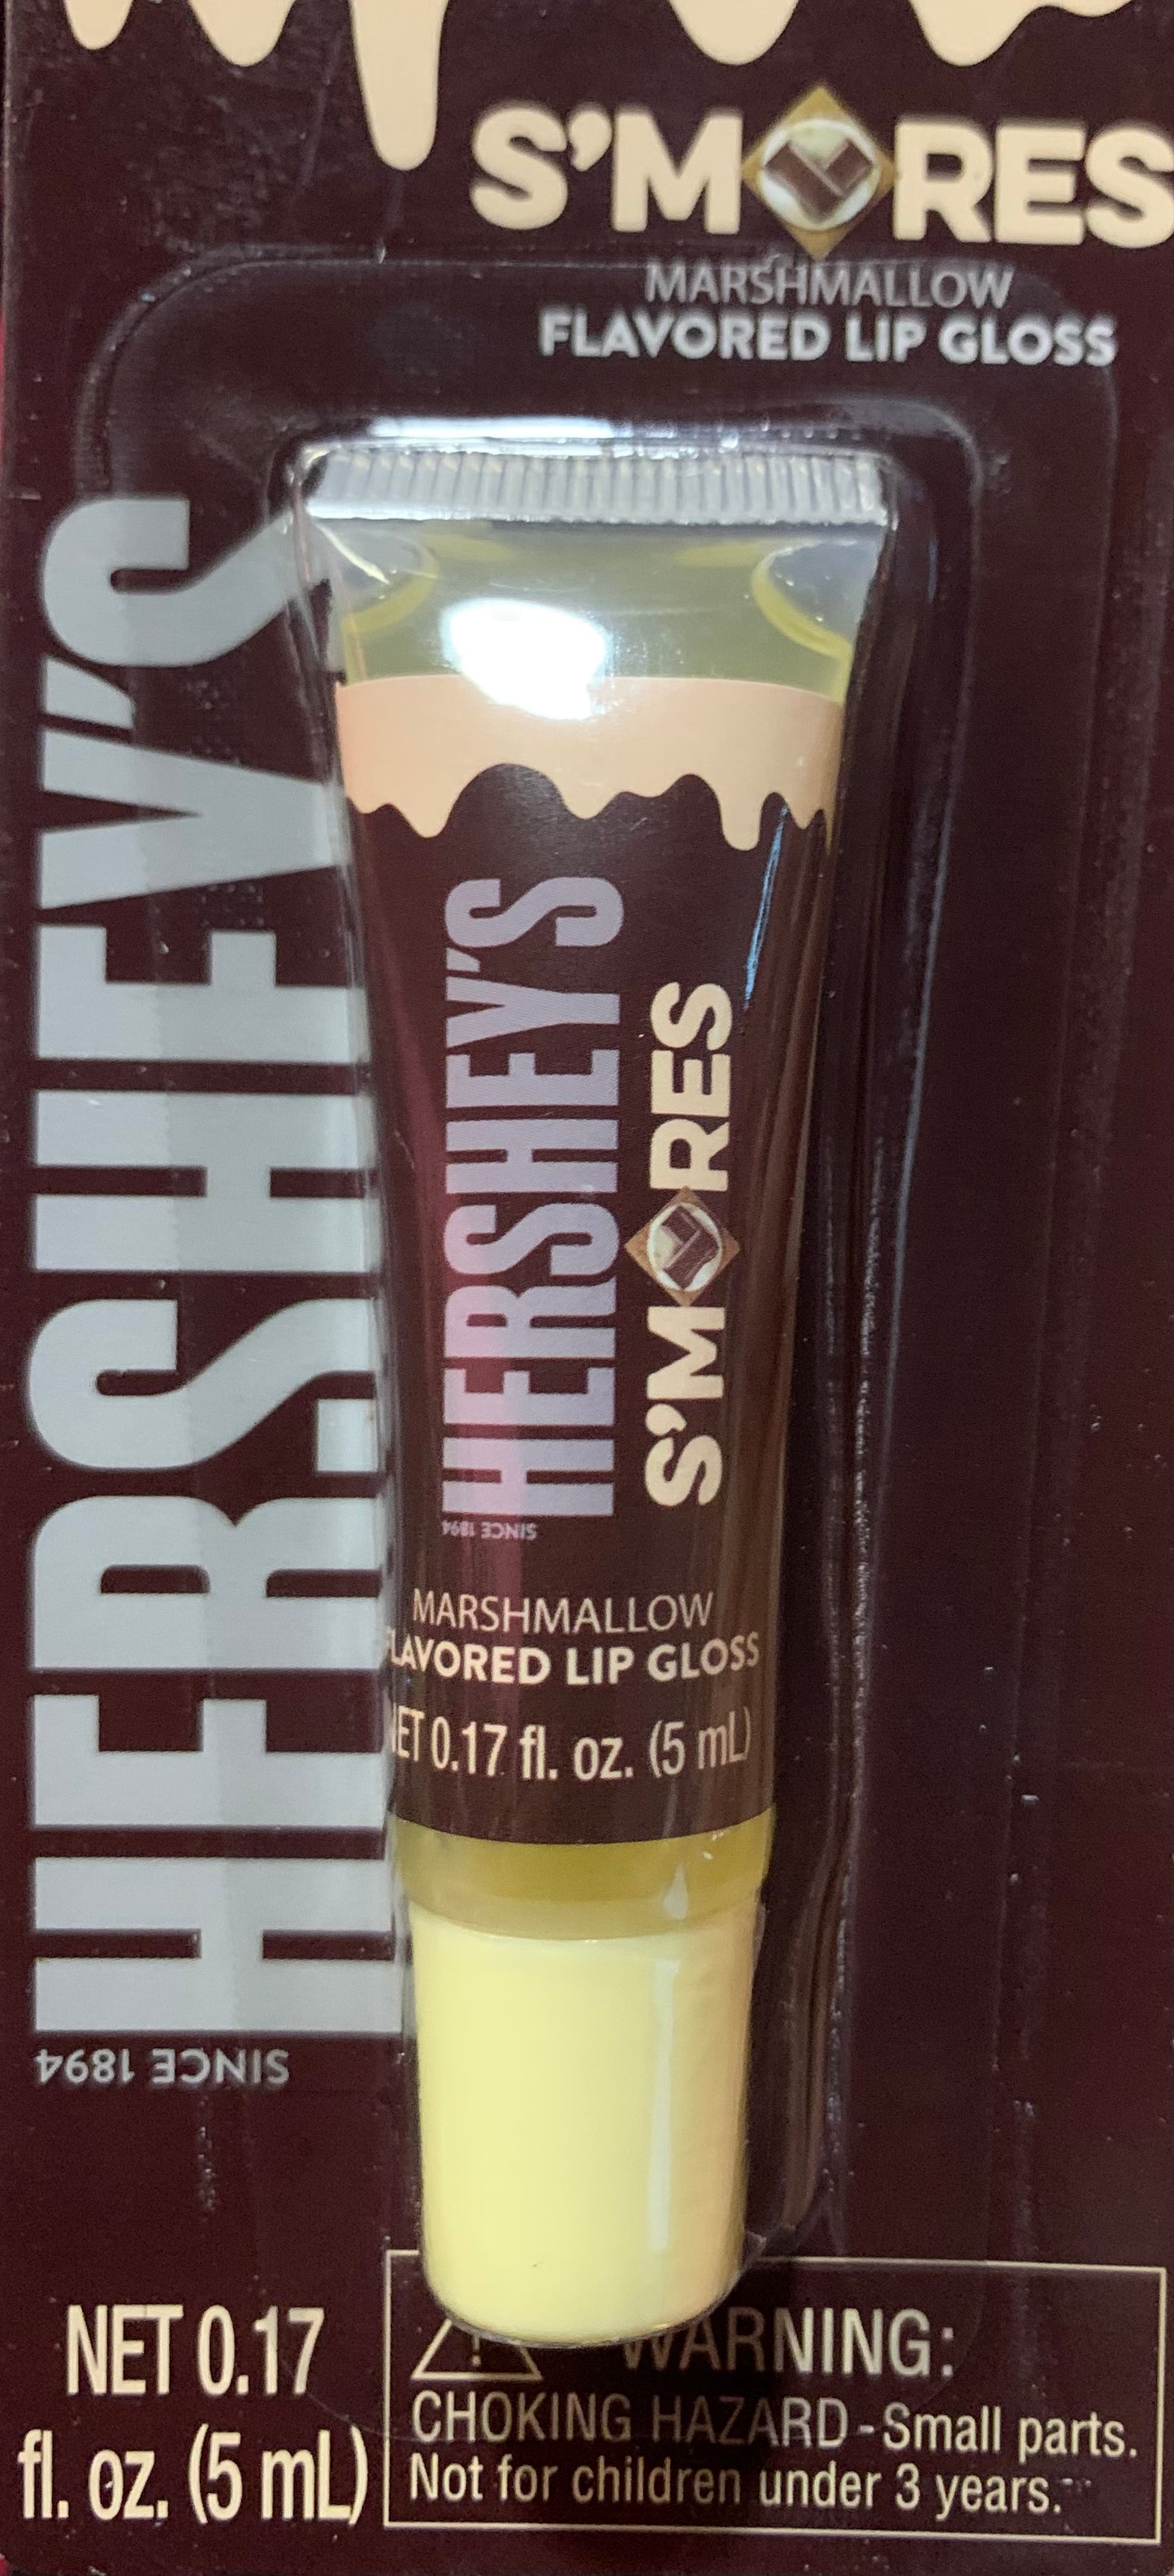 S'MORES
MARSHMALLOW
FLAVORED LIP GLOSS
HERSHEY'S
SINCE 1894
HERSHEY'S
SINCE 1894
S'MORES
MARSHMALLOW
FLAVORED LIP GLOSS
NET 0.17 fl. oz. (5 mL)
NET 0.17
fl. oz. (5 mL)
WARNING:
CHOKING HAZARD - Small parts.
Not for children under 3 years.